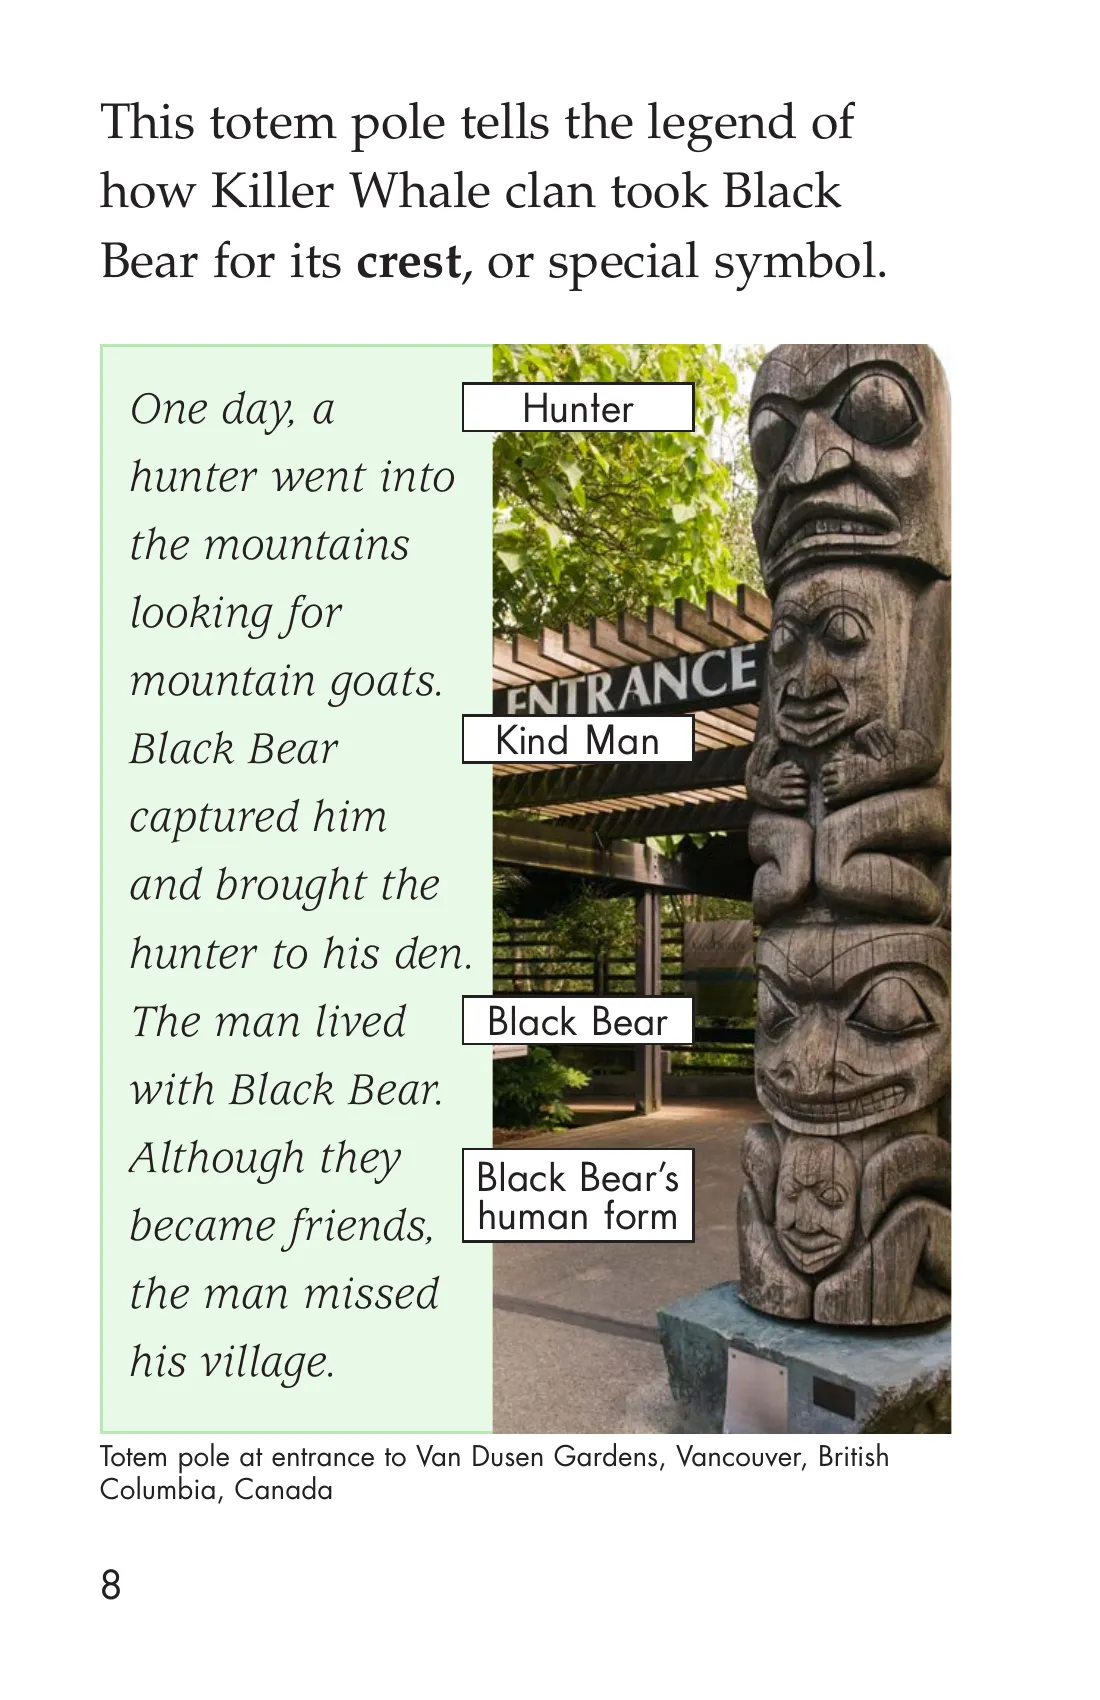 This totem pole tells the legend of
how Killer Whale clan took Black
Bear for its crest, or special symbol.
One day, a
hunter went into
the mountains
looking for
mountain goats.
Black Bear
captured him
and brought the
hunter to his den.
The man lived
with Black Bear.
Although they
became friends,
the man missed
his village.
Hunter
ENTRANCE
Kind Man
Black Bear
Black Bear’s
human form
Totem pole at entrance to Van Dusen Gardens, Vancouver, British
Columbia, Canada
8